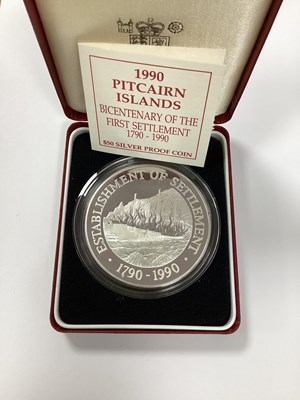 1990
PITCAIRN
ISLANDS
BICENTENARY OF THE
FIRST SETTLEMENT
1790 - 1990
$50 SILVER PROOF COIN
ESTABLISHMENT OF SETTLEMENT
· 1790-1990 ·